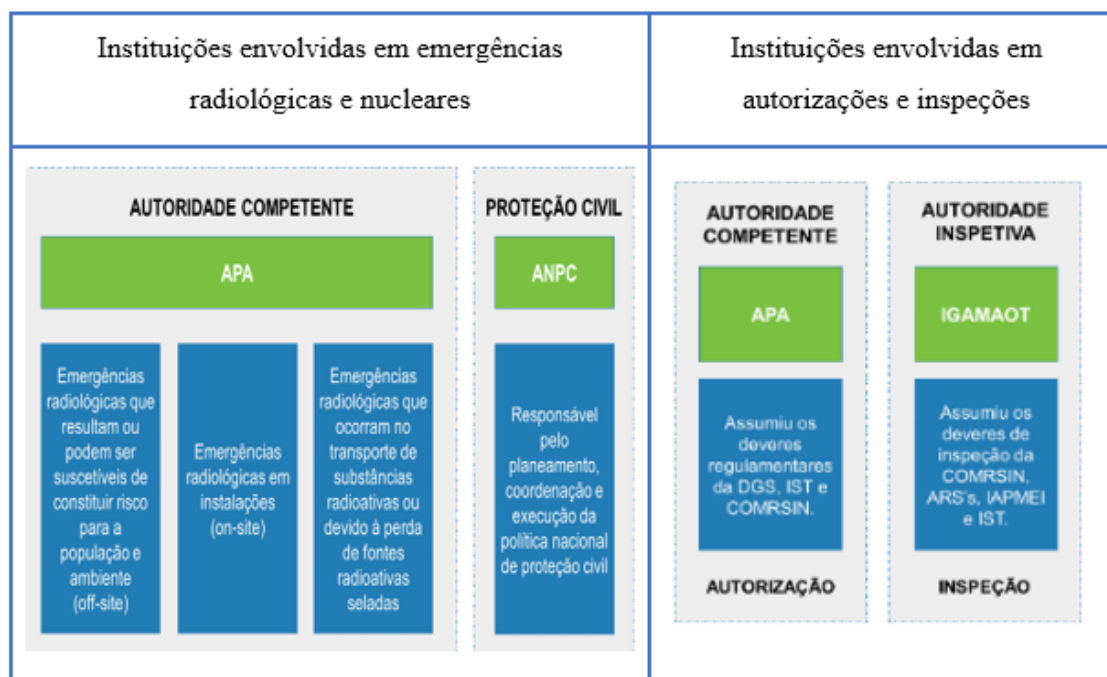 Instituições envolvidas em emergências
radiológicas e nucleares
Instituições envolvidas em
autorizações e inspeções
AUTORIDADE COMPETENTE
APA
Emergências
radiológicas que
resultam ou
podem ser
suscetíveis de
constituir risco
para a
população e
ambiente
(off-site)
Emergências
radiológicas em
instalações
(on-site)
Emergências
radiológicas que
ocorram no
transporte de
substâncias
radioativas ou
devido à perda
de fontes
radioativas
seladas
PROTEÇÃO CIVIL
ANPC
Responsável
pelo
planeamento,
coordenação e
execução da
política nacional
de proteção civil
AUTORIDADE
COMPETENTE
APA
Assumiu os
deveres
regulamentares
da DGS, IST e
COMRSIN.
AUTORIZAÇÃO
AUTORIDADE
INSPETIVA
IGAMAOT
Assumiu os
deveres de
inspeção da
COMRSIN,
ARS's, IAPMEI
e IST.
INSPEÇÃO